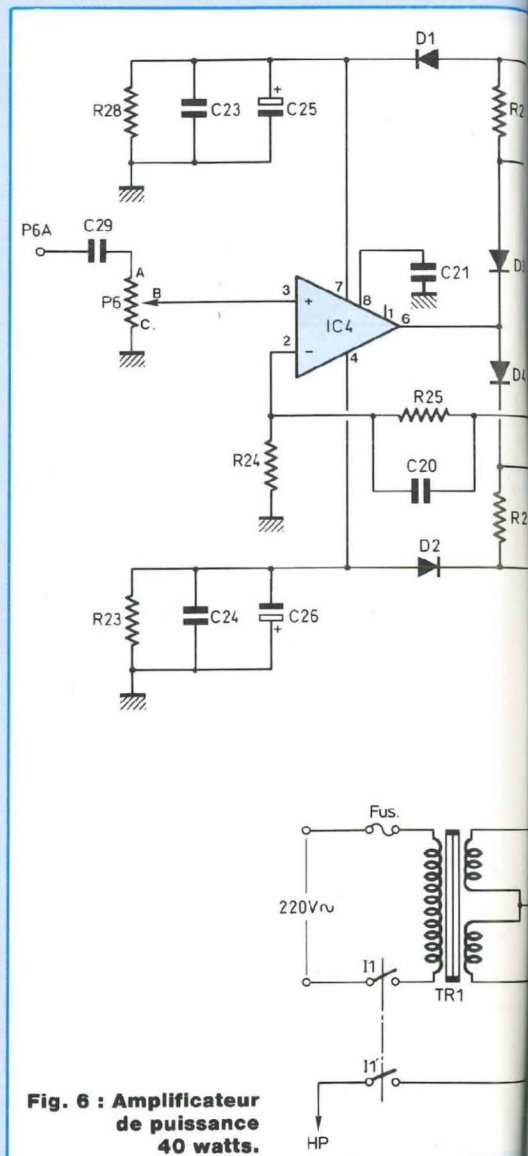 D1
R28
C23
+
C25
P6A
C29
A
P6
B
C.
3
+
2
-
IC4
7
8
1
6
4
C21
D3
D4
R25
C20
R24
D2
R23
C24
C26
+
Fus.
220V~
I1
TR1
I1'
HP
Fig. 6 : Amplificateur
de puissance
40 watts.